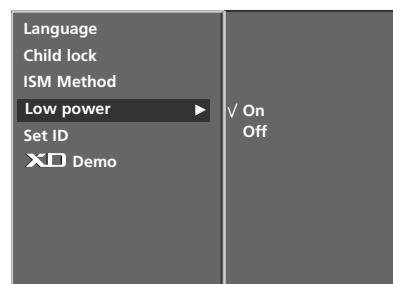 Language
Child lock
ISM Method
Low power ▶
√ On
Off
Set ID
XD Demo